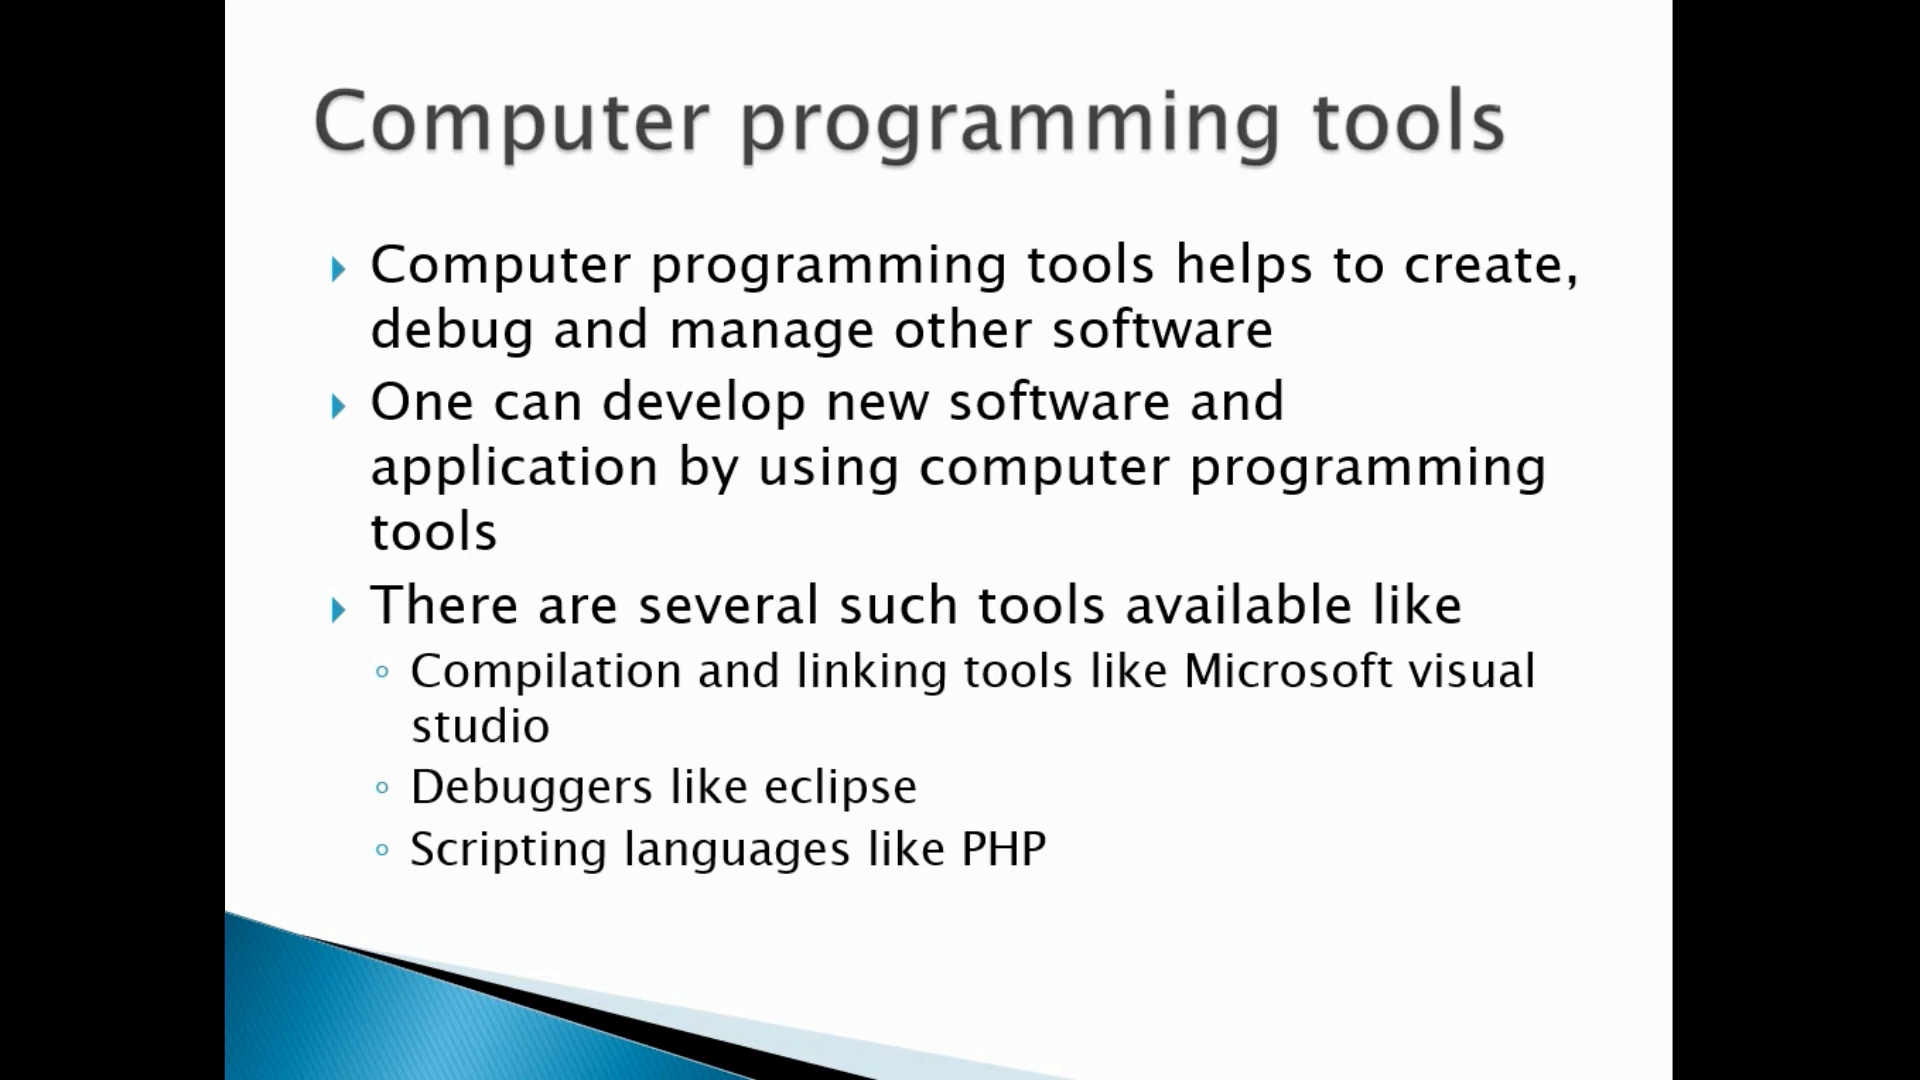 Computer programming tools
Computer programming tools helps to create,
debug and manage other software
One can develop new software and
application by using computer programming
tools
There are several such tools available like
Compilation and linking tools like Microsoft visual
studio
Debuggers like eclipse
Scripting languages like PHP